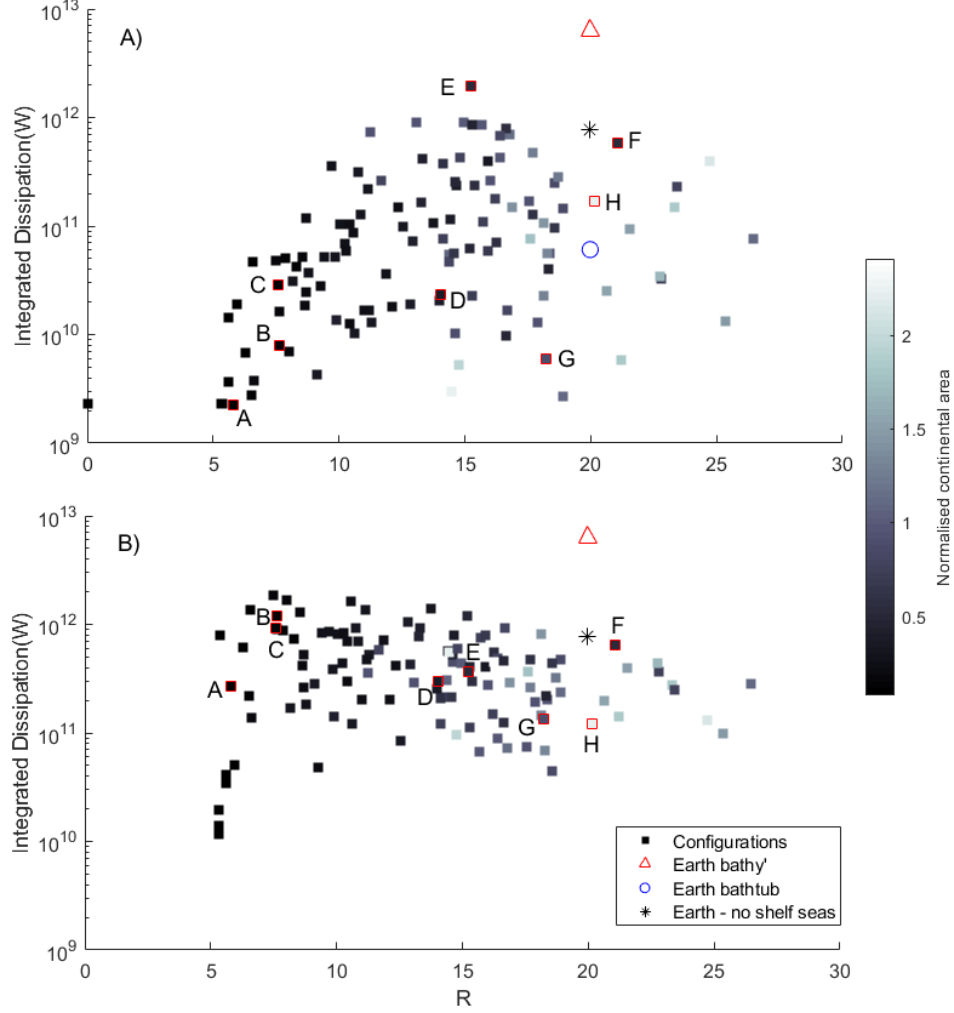 A)
Integrated Dissipation(W)
10^13
10^12
10^11
10^10
10^9
0 5 10 15 20 25 30
E
F
H
C
D
B
G
A
Normalised continental area
2
1.5
1
0.5
B)
Integrated Dissipation(W)
10^13
10^12
10^11
10^10
10^9
0 5 10 15 20 25 30
R
B
C
F
E
A
D
G
H
Configurations
Earth bathy'
Earth bathtub
Earth - no shelf seas